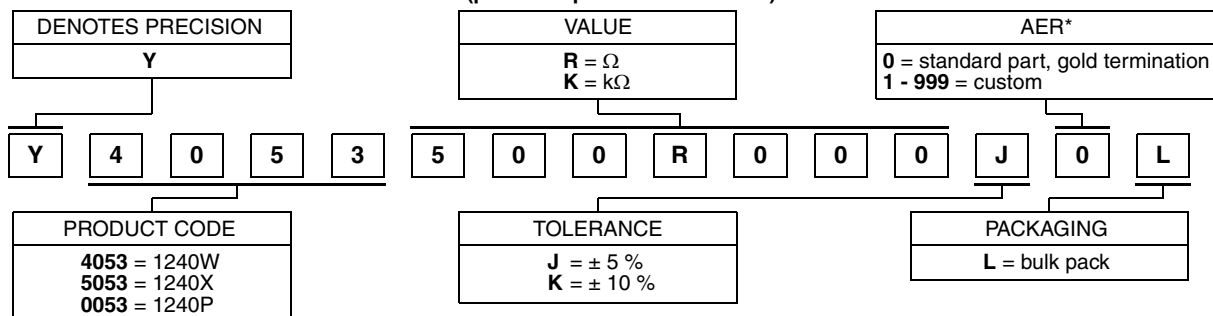 DENOTES PRECISION
Y
VALUE
R = Ω
K = kΩ
AER*
0 = standard part, gold termination
1 - 999 = custom
Y 4 0 5 3 5 0 0 R 0 0 0 J 0 L
PRODUCT CODE
4053 = 1240W
5053 = 1240X
0053 = 1240P
TOLERANCE
J = ± 5 %
K = ± 10 %
PACKAGING
L = bulk pack